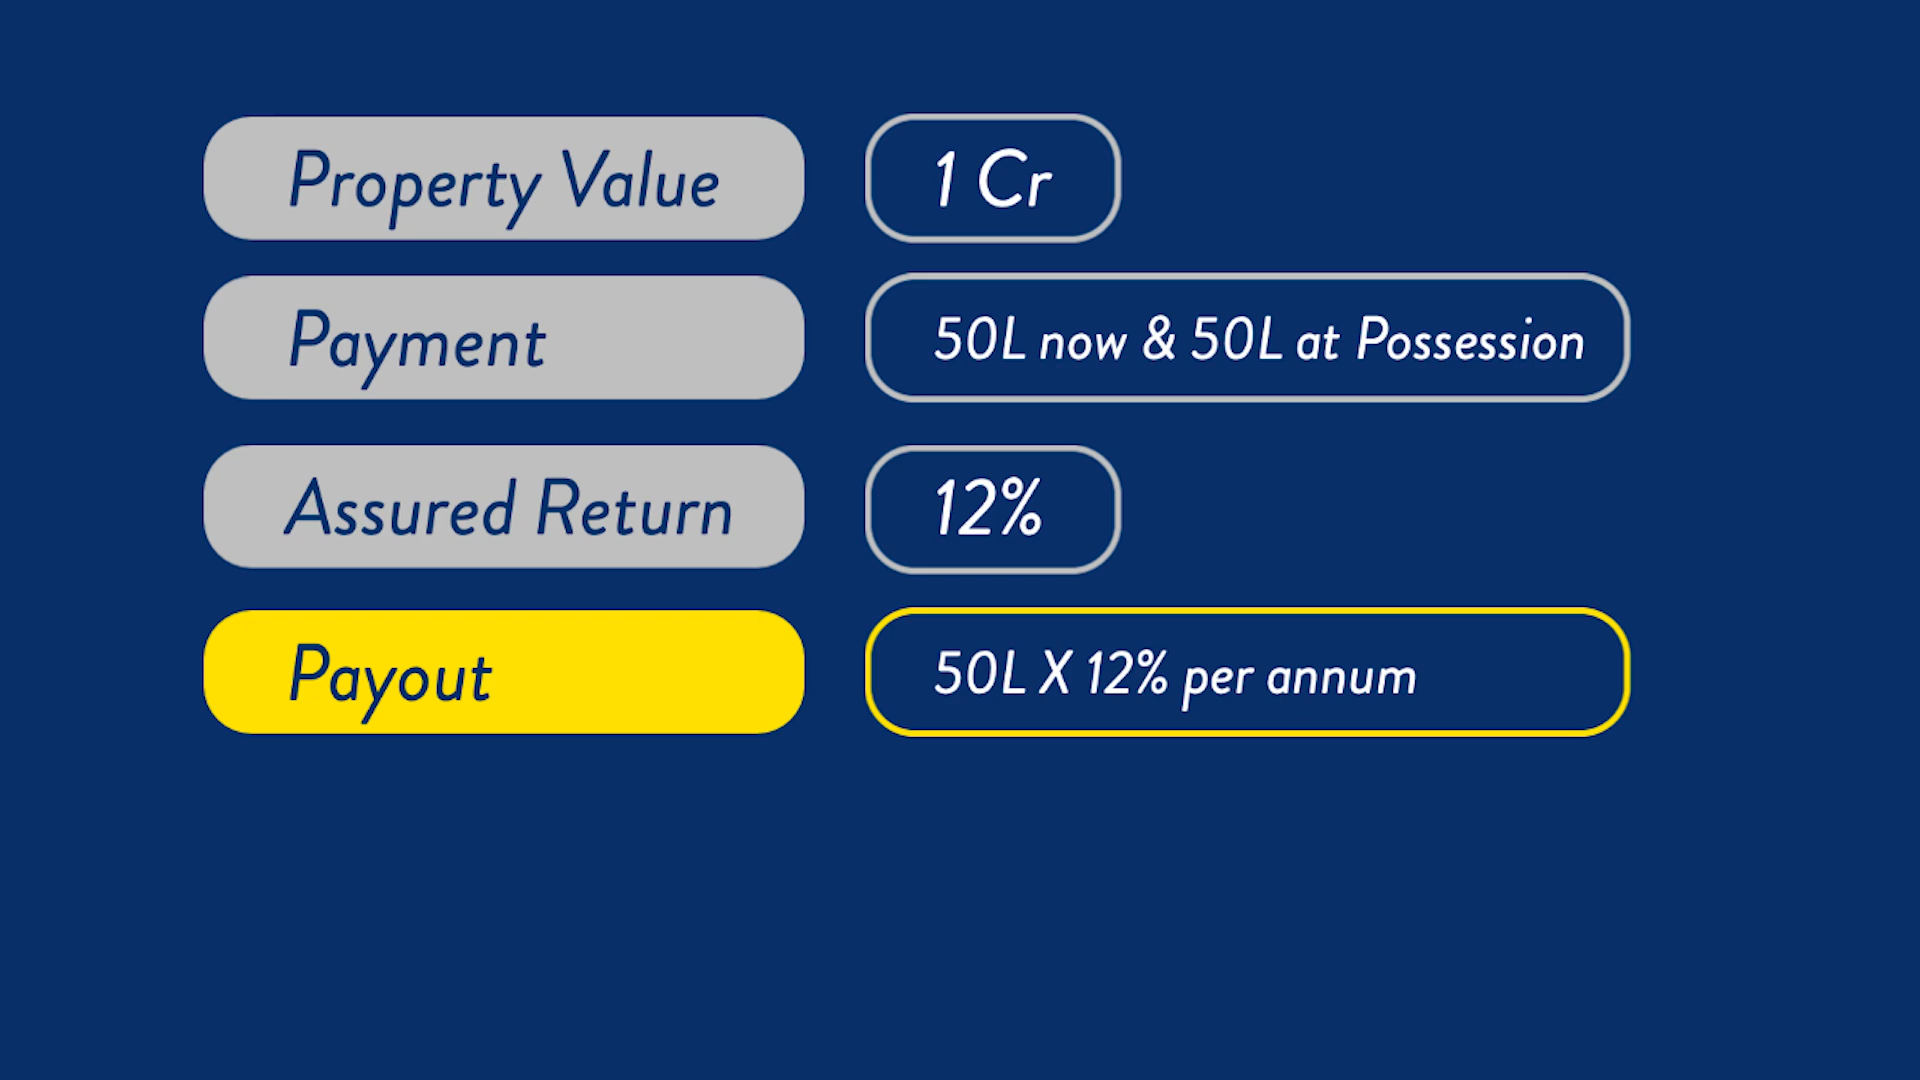 Property Value 1 Cr
Payment 50L now & 50L at Possession
Assured Return 12%
Payout 50L X 12% per annum